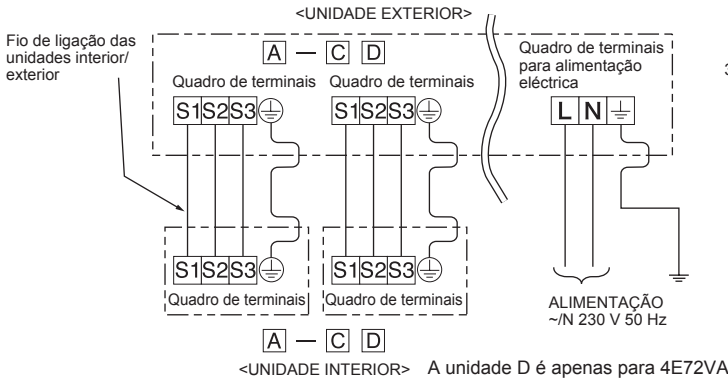 <UNIDADE EXTERIOR>
Fio de ligação das
unidades interior/
exterior
A — C D
Quadro de terminais
Quadro de terminais
Quadro de terminais
para alimentação
eléctrica
S1 S2 S3
S1 S2 S3
L N
S1 S2 S3
S1 S2 S3
Quadro de terminais
Quadro de terminais
ALIMENTAÇÃO
~/N 230 V 50 Hz
A — C D
<UNIDADE INTERIOR>
A unidade D é apenas para 4E72VA